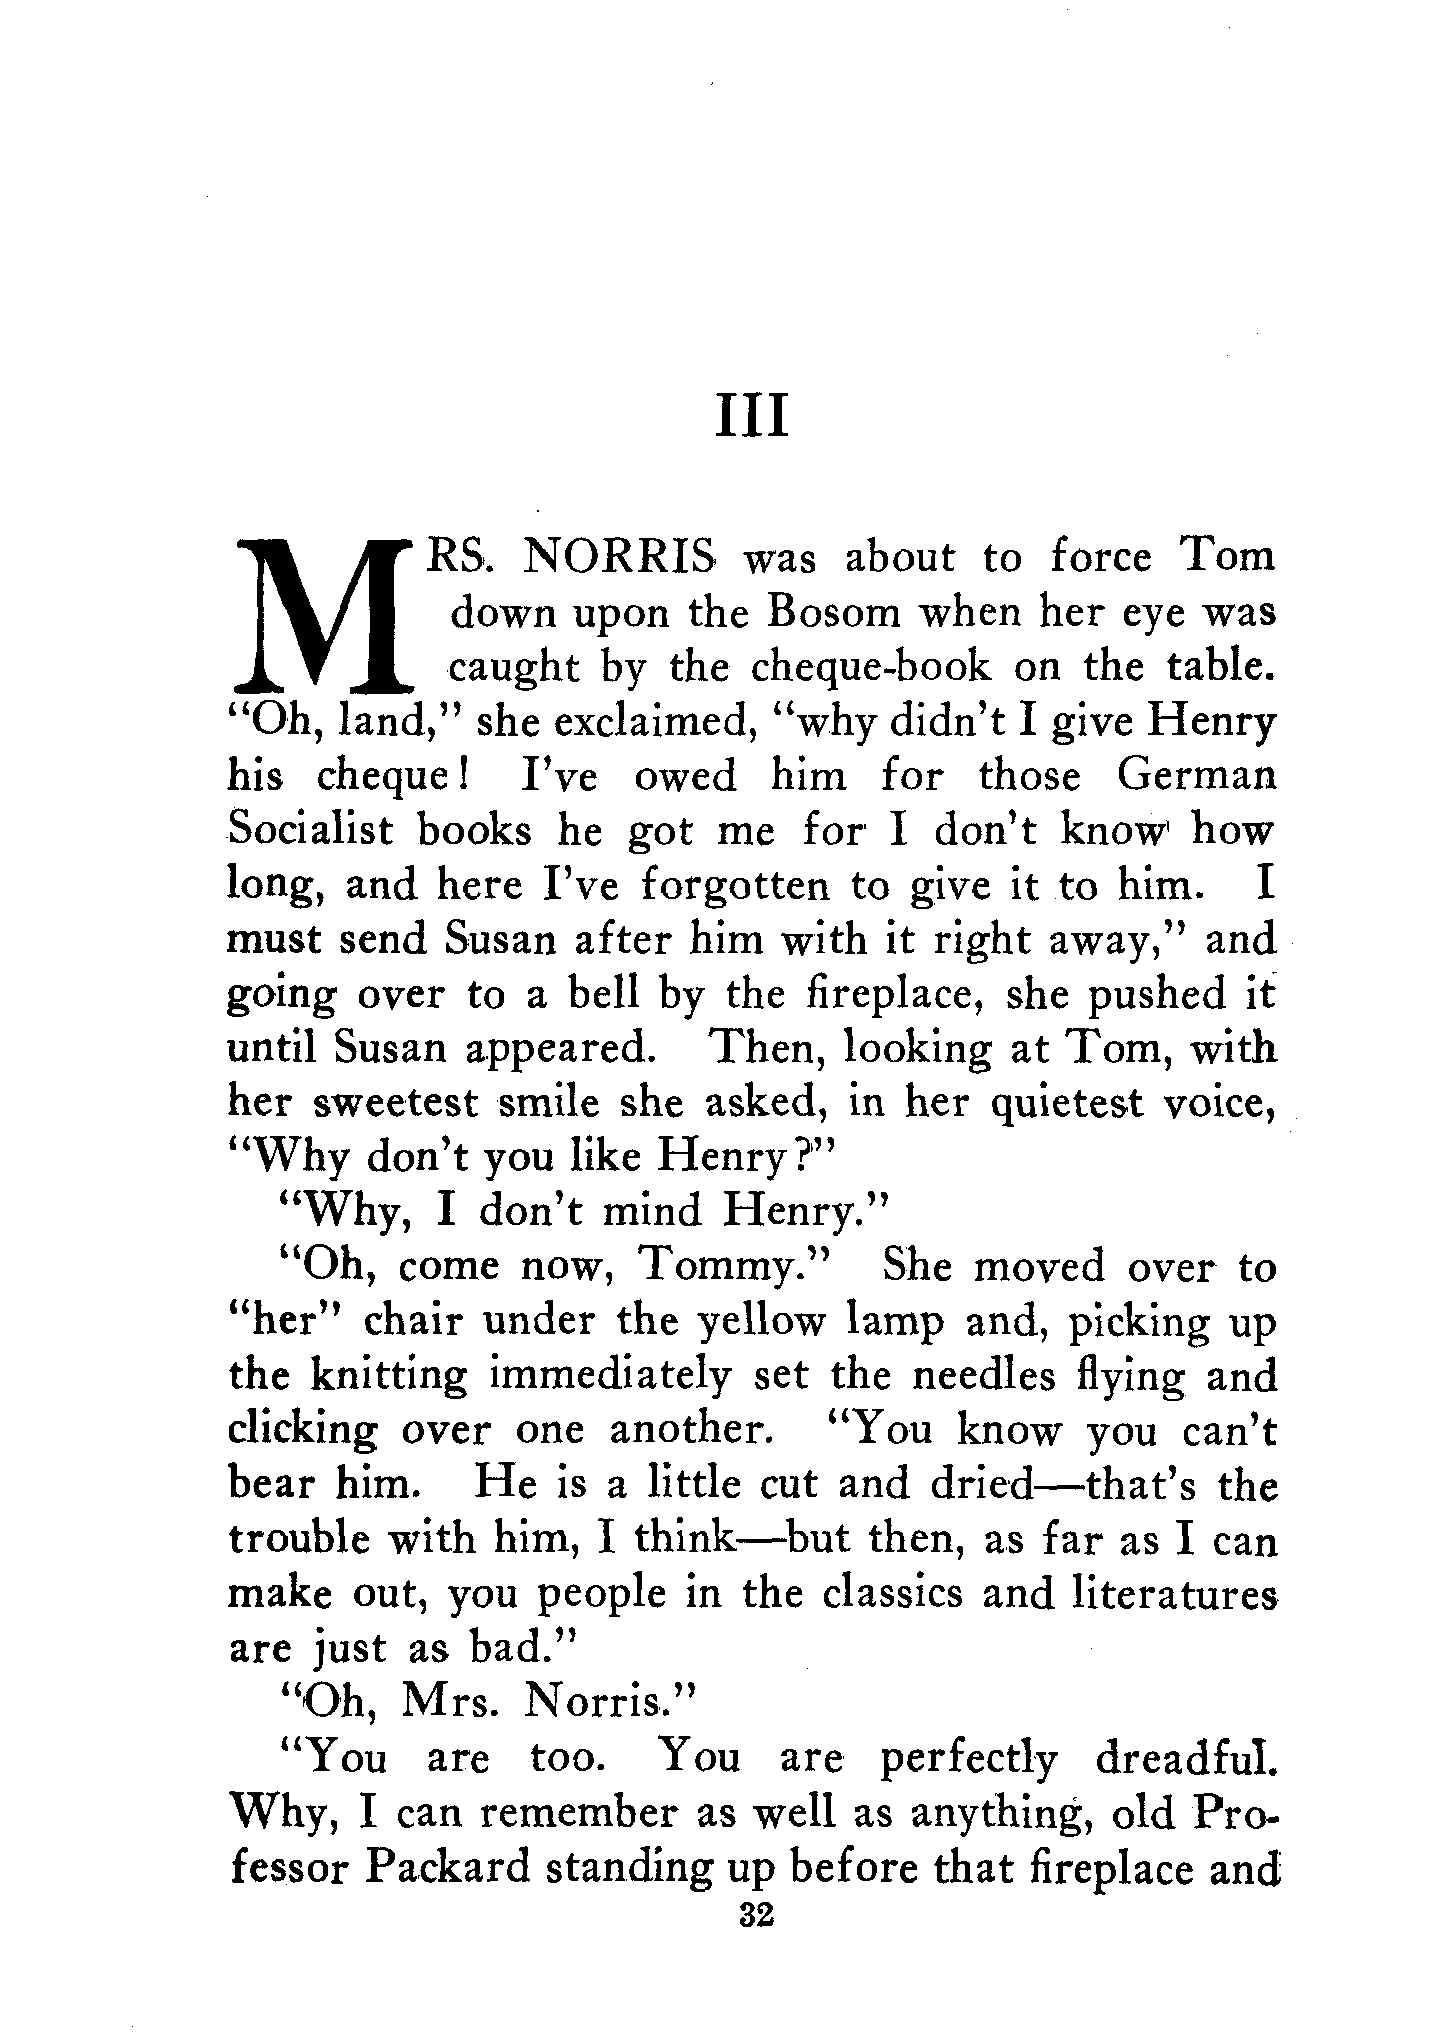 III
MRS. NORRIS was about to force Tom
down upon the Bosom when her eye was
caught by the cheque-book on the table.
"Oh, land," she exclaimed, "why didn't I give Henry
his cheque! I've owed him for those German
Socialist books he got me for I don't know how
long, and here I've forgotten to give it to him. I
must send Susan after him with it right away," and
going over to a bell by the fireplace, she pushed it
until Susan appeared. Then, looking at Tom, with
her sweetest smile she asked, in her quietest voice,
"Why don't you like Henry?"
"Why, I don't mind Henry."
"Oh, come now, Tommy." She moved over to
"her" chair under the yellow lamp and, picking up
the knitting immediately set the needles flying and
clicking over one another. "You know you can't
bear him. He is a little cut and dried—that's the
trouble with him, I think—but then, as far as I can
make out, you people in the classics and literatures
are just as bad."
"Oh, Mrs. Norris."
"You are too. You are perfectly dreadful.
Why, I can remember as well as anything, old Pro-
fessor Packard standing up before that fireplace and
32